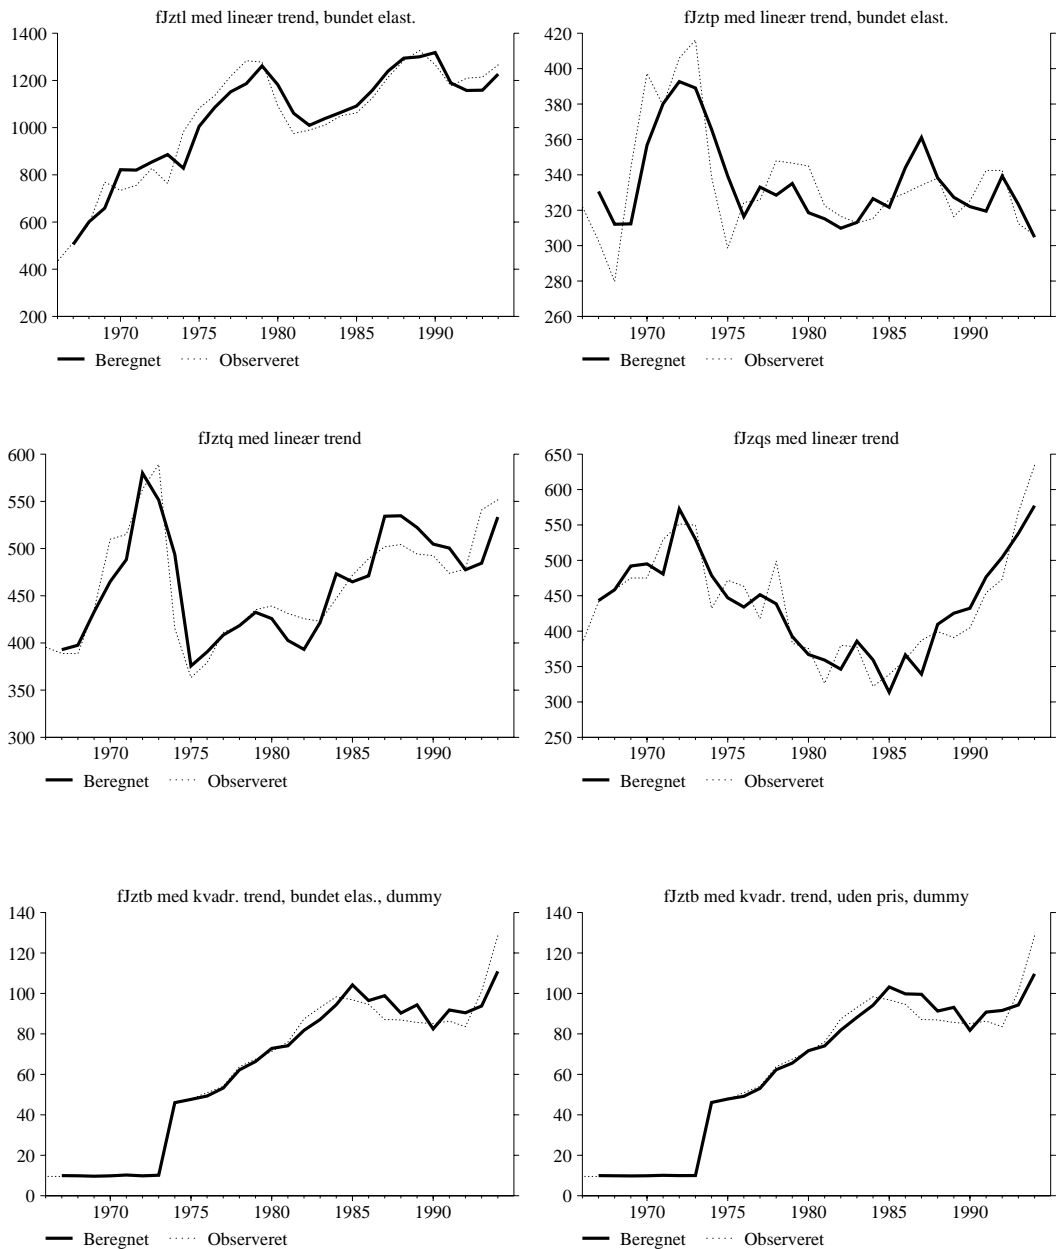 fJztl med lineær trend, bundet elast.
1400
1200
1000
800
600
400
200
1970 1975 1980 1985 1990
Beregnet Observeret
fJztp med lineær trend, bundet elast.
420
400
380
360
340
320
300
280
260
1970 1975 1980 1985 1990
Beregnet Observeret
fJztq med lineær trend
600
550
500
450
400
350
300
1970 1975 1980 1985 1990
Beregnet Observeret
fJzqs med lineær trend
650
600
550
500
450
400
350
300
250
1970 1975 1980 1985 1990
Beregnet Observeret
fJztb med kvadr. trend, bundet elas., dummy
140
120
100
80
60
40
20
0
1970 1975 1980 1985 1990
Beregnet Observeret
fJztb med kvadr. trend, uden pris, dummy
140
120
100
80
60
40
20
0
1970 1975 1980 1985 1990
Beregnet Observeret